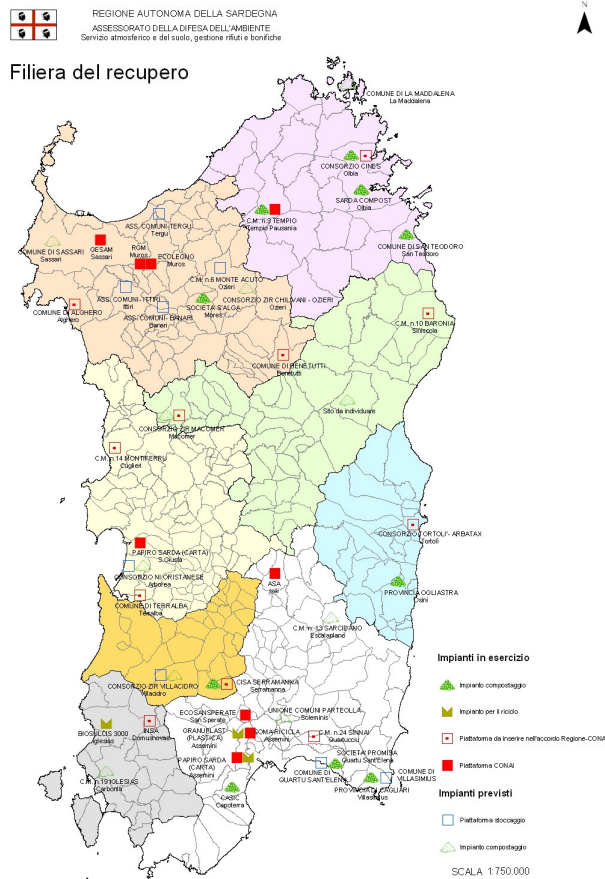 REGIONE AUTONOMA DELLA SARDEGNA
ASSESSORATO DELLA DIFESA DELL'AMBIENTE
Servizio atmosferico e del suolo, gestione rifiuti e bonifiche
N
Filiera del recupero
COMUNE DI LA MADDALENA
La Maddalena
CONSORZIO CINES
Olbia
SARDA COMPOST
Olbia
C.M. n.3 TEMPIO
Tempio Pausania
COMUNE DI SAN TEODORO
San Teodoro
ASS. COMUNI-TERGU
Tergu
COMUNE DI SASSARI
Sassari
GESAM
Sassari
RGM
Muros
ECOLEGNO
Muros
C.M. n.6 MONTE ACUTO
Ozieri
ASS. COMUNI-ITTIRI
Ittiri
CONSORZIO ZIR CHILIVANI - OZIERI
Ozieri
COMUNE DI ALGHERO
Alghero
ASS. COMUNI- BANARI
Banari
SOCIETA' S'ALGA
Mores
C.M. n.10 BARONIA
Siniscola
COMUNE DI BENETUTTI
Benetutti
Sito da individuare
CONSORZIO ZIR MACOMER
Macomer
C.M. n.14 MONTIFERRU
Cuglieri
CONSORZIO TORTOLI'- ARBATAX
Tortolì
PAPIRO SARDA (CARTA)
S.Giusta
CONSORZIO NI ORISTANESE
Arborea
ASA
Isili
PROVINCIA OGLIASTRA
Osini
COMUNE DI TERRALBA
Terralba
C.M. n. 13 SARCIDANO
Escalaplano
Impianti in esercizio
CONSORZIO ZIR VILLACIDRO
Villacidro
CISA SERRAMANNA
Serramanna
Impianto compostaggio
ECOSANSPERATE
San Sperate
UNIONE COMUNI PARTEOLLA
Soleminis
Impianto per il riciclo
BIOSULCIS 3000
Iglesias
INSA
Domusnovas
GRANUPLAST
(PLASTICA)
Assemini
SOMARICICLA
Assemini
C.M. n.24 SINNAI
Quartucciu
Piattaforma da inserire nell'accordo Regione-CONAI
PAPIRO SARDA
(CARTA)
Assemini
SOCIETA' PROMISA
Quartu Sant'Elena
Piattaforma CONAI
C.M. n.19 IGLESIAS
Carbonia
COMUNE DI
QUARTU SANT'ELENA
COMUNE DI
VILLASIMIUS
PROVINCIA DI CAGLIARI
Villasimius
CASIC
Capoterra
Impianti previsti
Piattaforma stoccaggio
Impianto compostaggio
SCALA 1:750.000